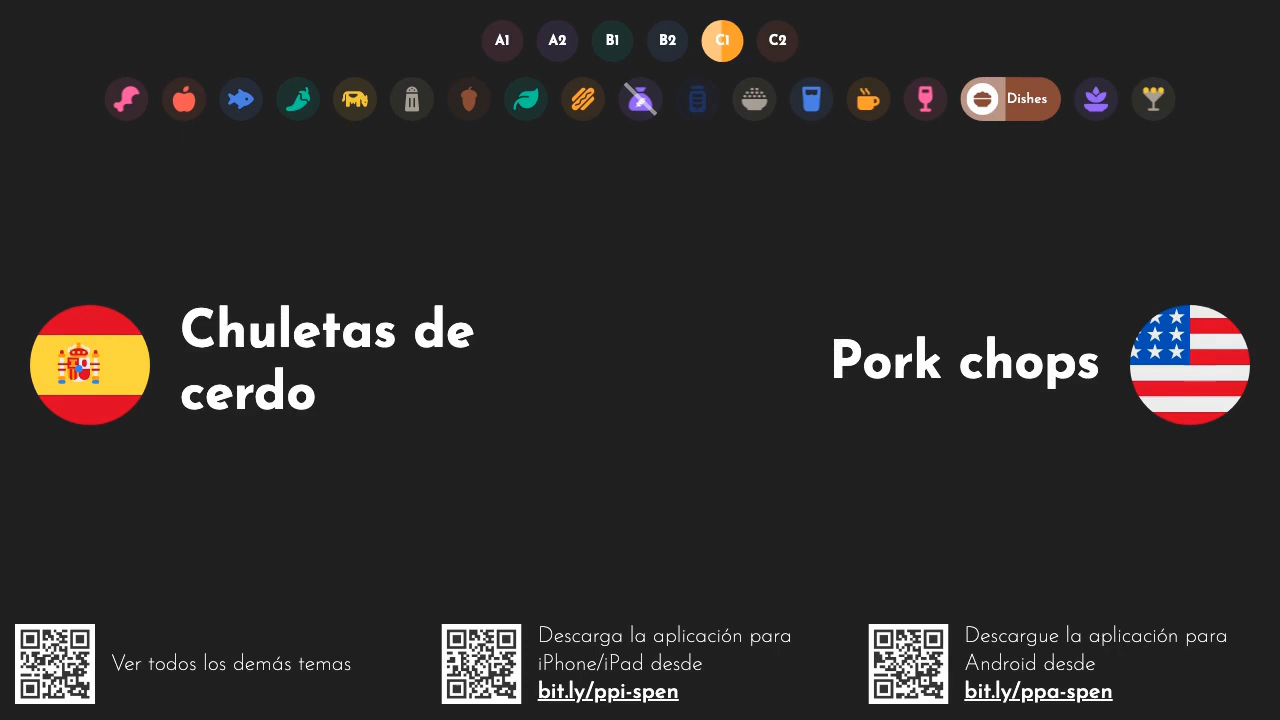 A1 A2 B1 B2 C1 C2
Dishes
Chuletas de
cerdo
Pork chops
Ver todos los demás temas
Descarga la aplicación para
iPhone/iPad desde
bit.ly/ppi-spen
Descargue la aplicación para
Android desde
bit.ly/ppa-spen